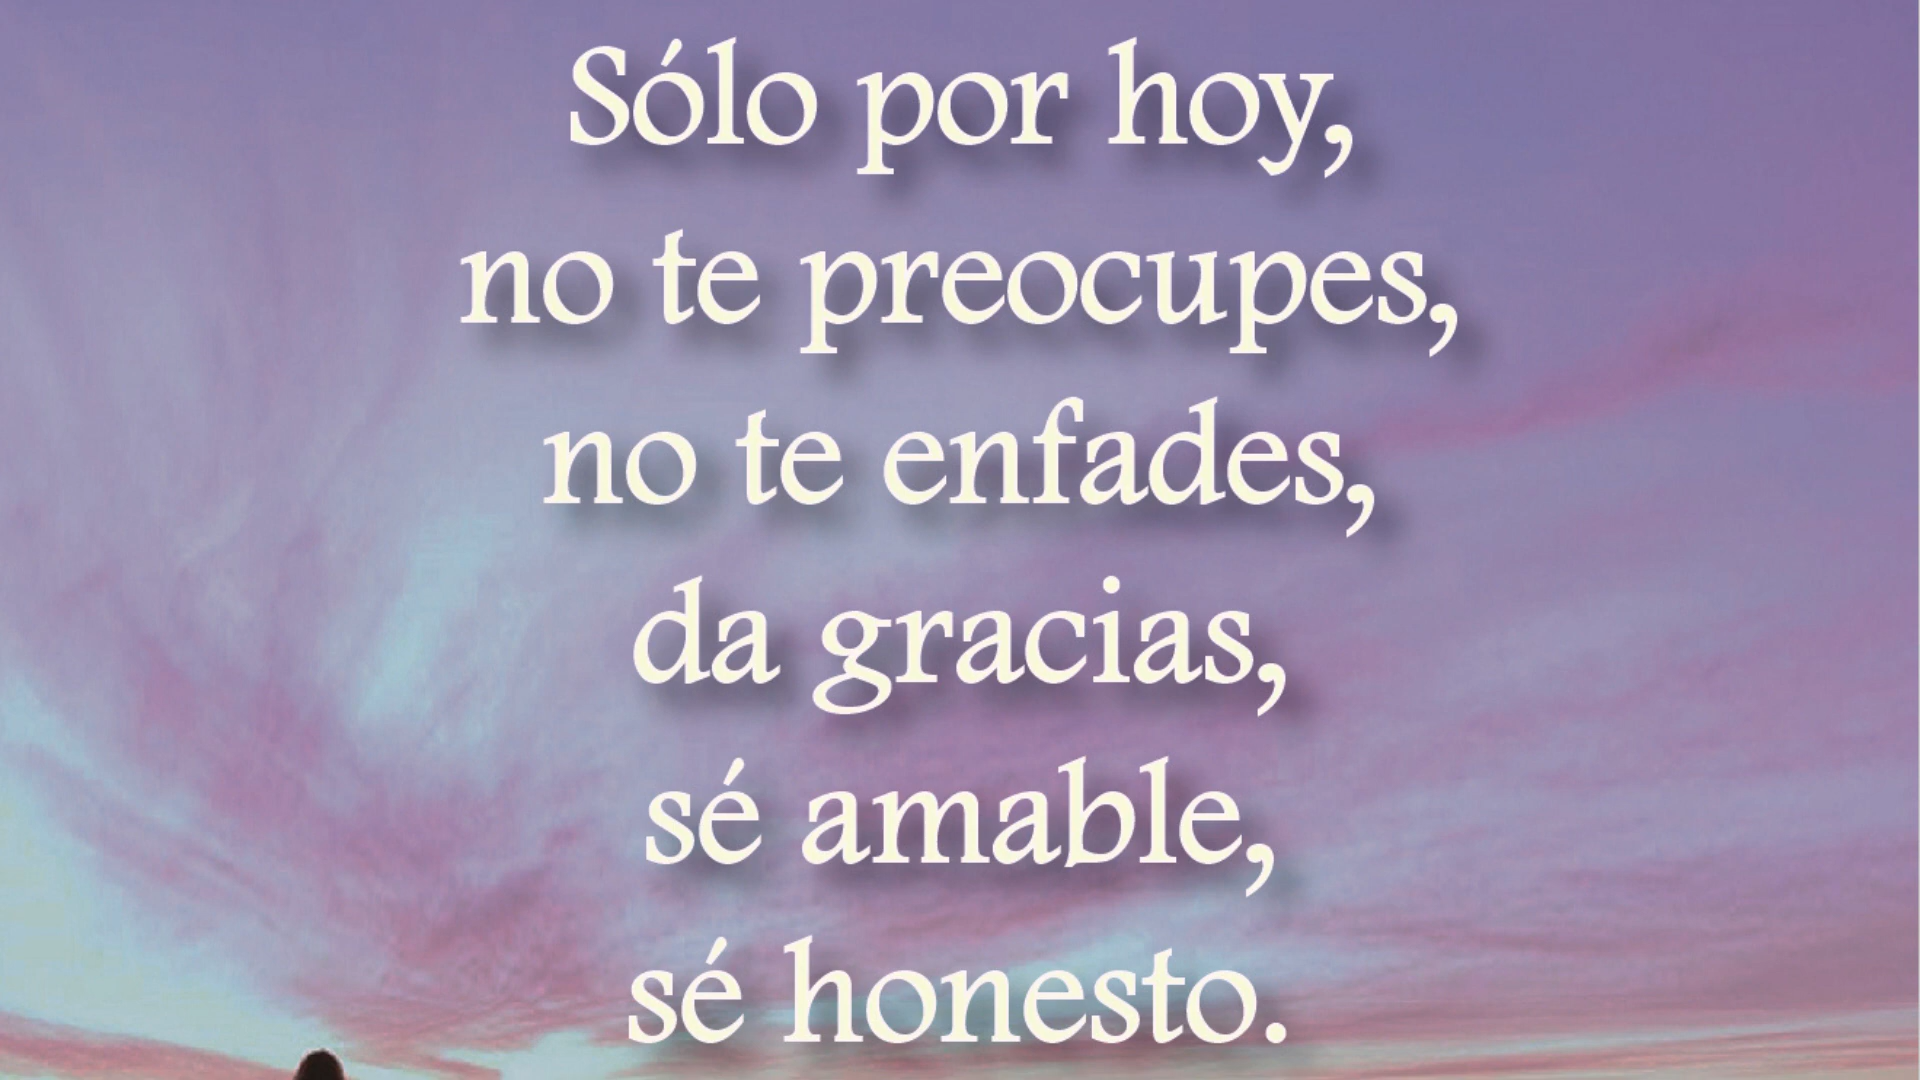 Sólo por hoy,
no te preocupes,
no te enfades,
da gracias,
sé amable,
sé honesto.